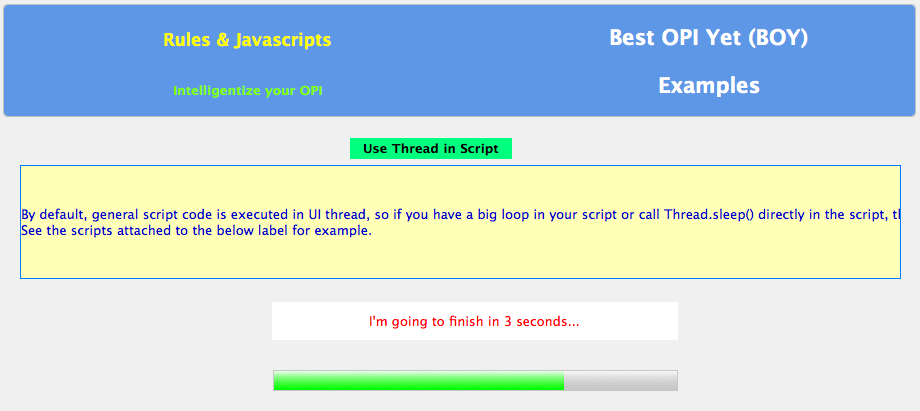 Rules & Javascripts
Intelligentize your OPI
Best OPI Yet (BOY)
Examples
Use Thread in Script
By default, general script code is executed in UI thread, so if you have a big loop in your script or call Thread.sleep() directly in the script,
See the scripts attached to the below label for example.
I'm going to finish in 3 seconds...